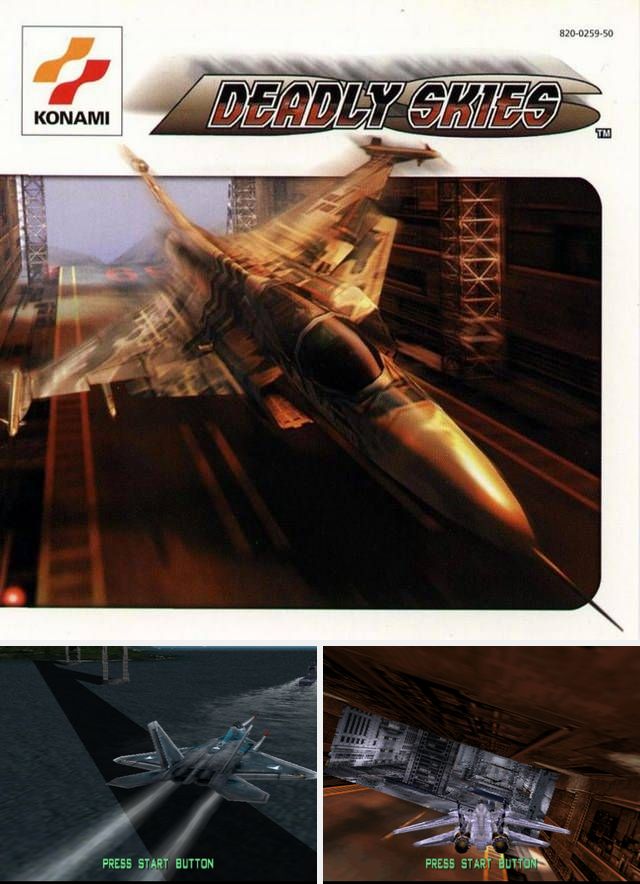 820-0259-50
KONAMI
DEADLY SKIES
TM
PRESS START BUTTON
PRESS START BUTTON